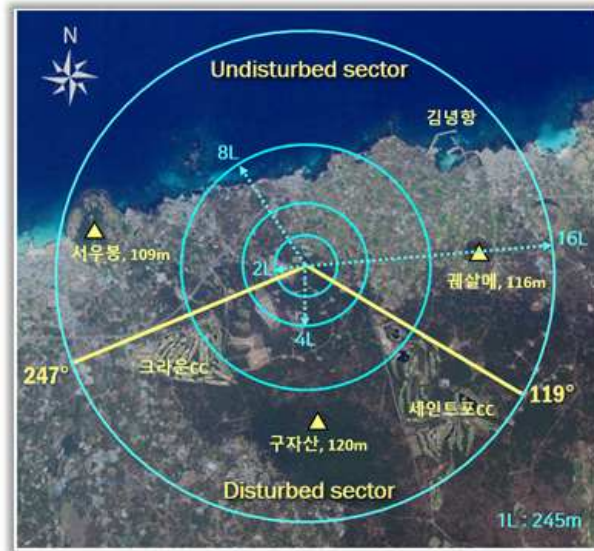 N
Undisturbed sector
김녕항
8L
16L
서우봉, 109m
2L
궤살메, 116m
4L
247°
크라운CC
119°
세인트포CC
구자산, 120m
Disturbed sector
1L : 245m